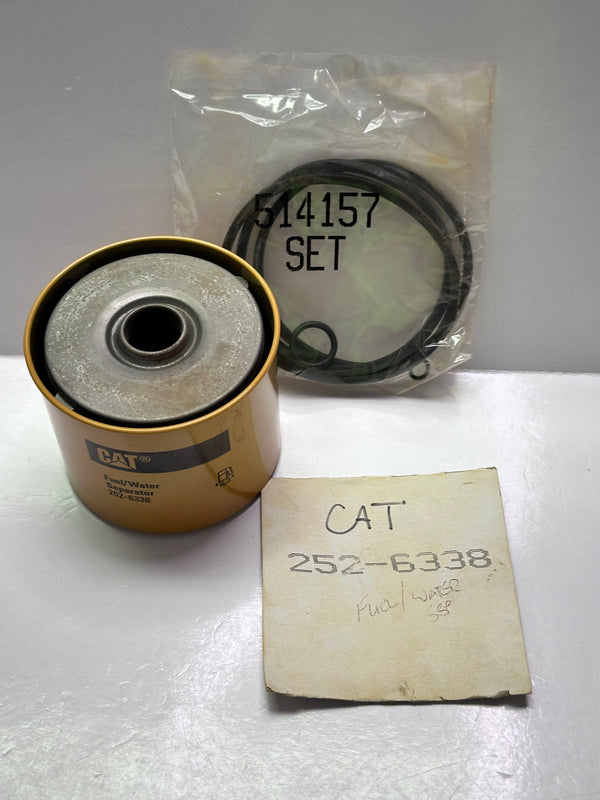 514157
SET
CAT®
Fuel/Water
Separator
252-6338
CAT
252-6338
FUEL/WATER
SEP